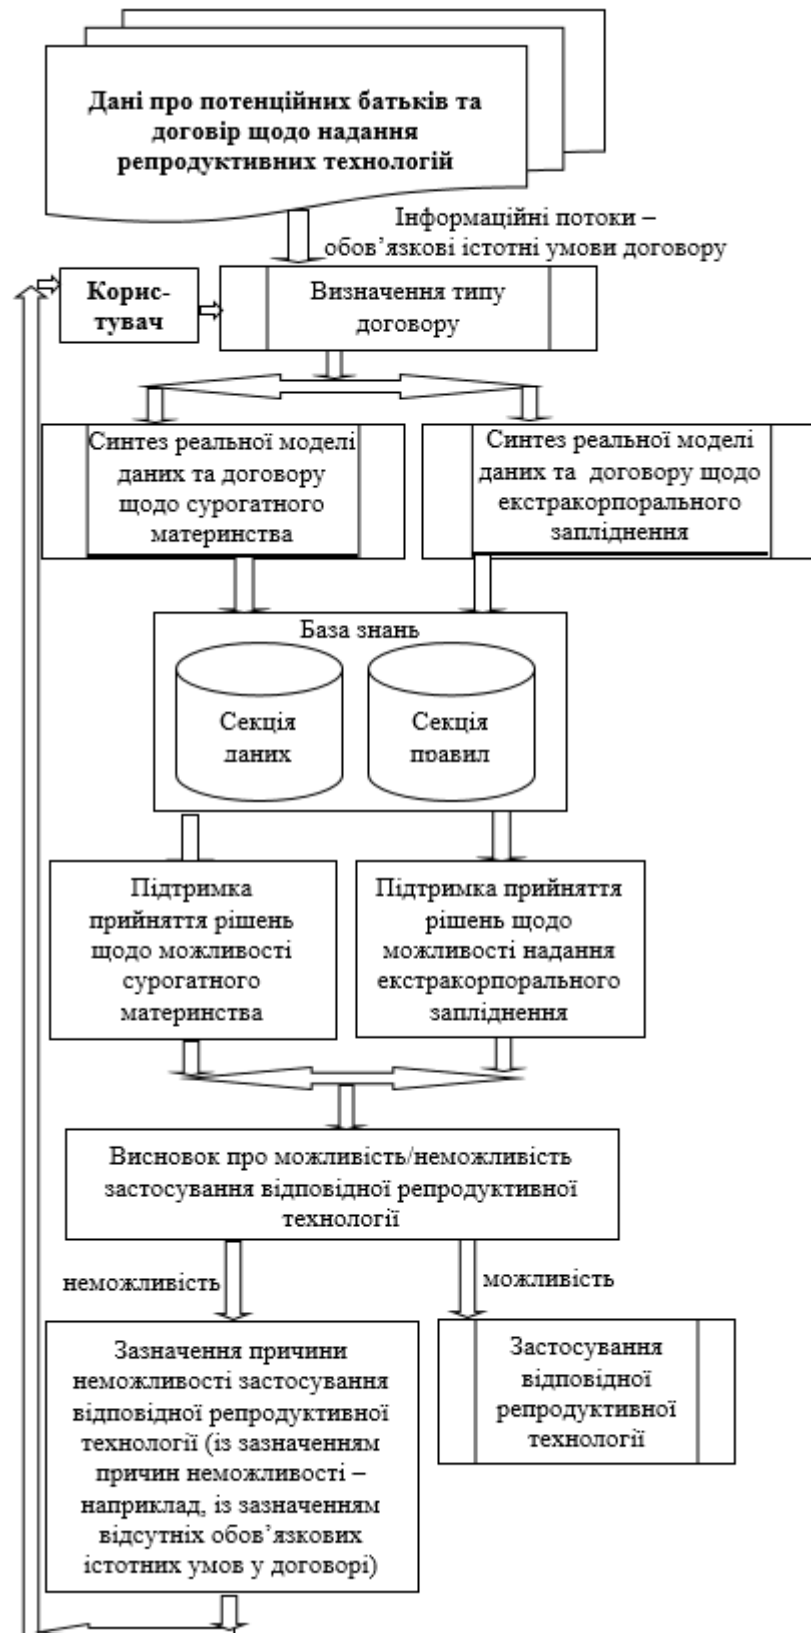 Дані про потенційних батьків та
договір щодо надання
репродуктивних технологій
Інформаційні потоки –
обов’язкові істотні умови договору
Корис-
тувач
Визначення типу
договору
Синтез реальної моделі
даних та договору
щодо сурогатного
материнства
Синтез реальної моделі
даних та договору щодо
екстракорпорального
запліднення
База знань
Секція
даних
Секція
правил
Підтримка
прийняття рішень
щодо можливості
сурогатного
материнства
Підтримка прийняття
рішень щодо
можливості надання
екстракорпорального
запліднення
Висновок про можливість/неможливість
застосування відповідної репродуктивної
технології
неможливість
можливість
Зазначення причини
неможливості застосування
відповідної репродуктивної
технології (із зазначенням
причин неможливості –
наприклад, із зазначенням
відсутніх обов’язкових
істотних умов у договорі)
Застосування
відповідної
репродуктивної
технології